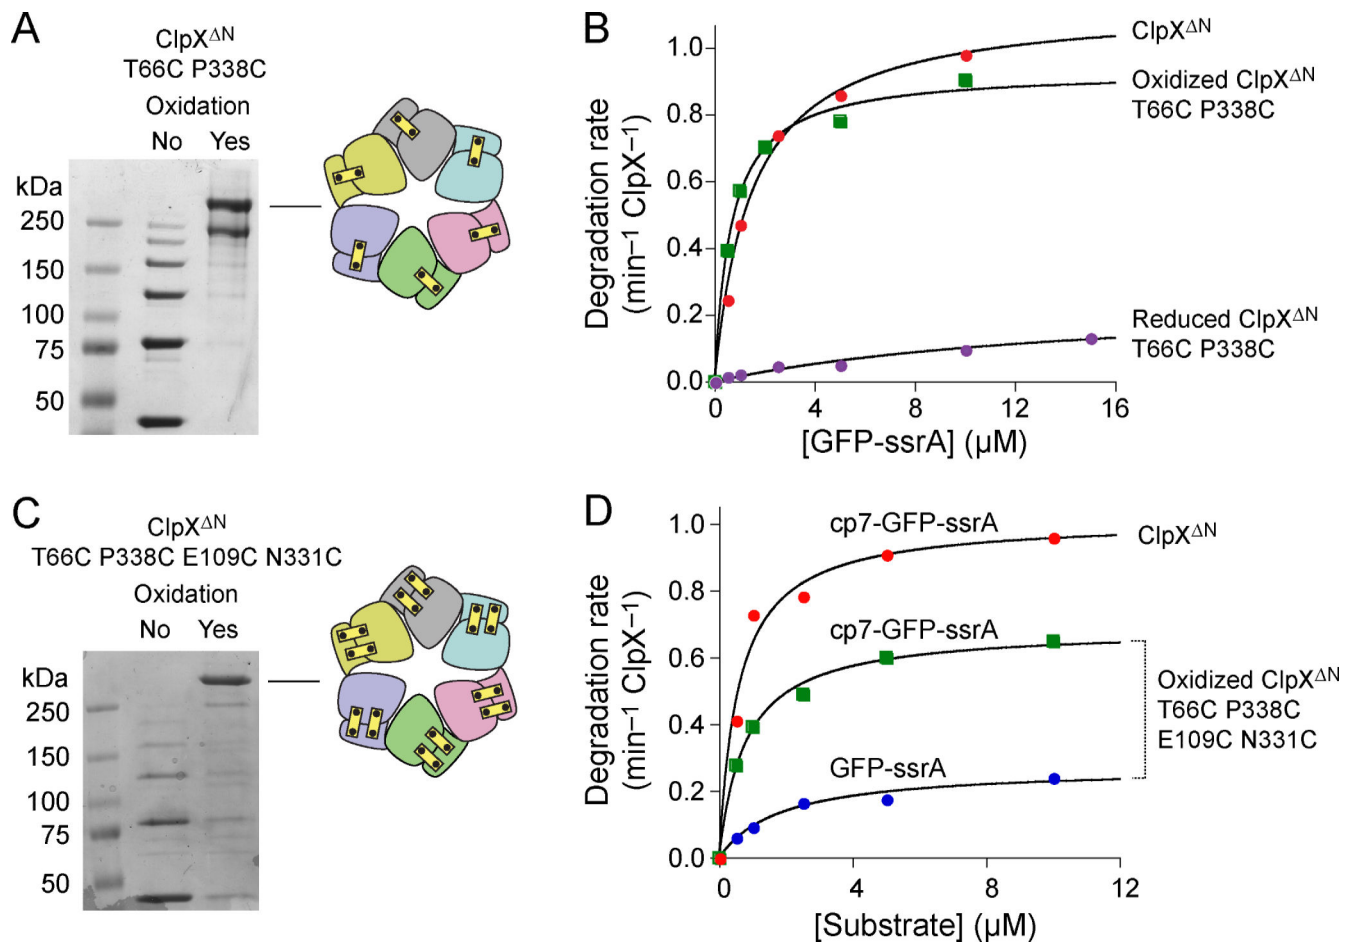 A
ClpXΔN
T66C P338C
Oxidation
No Yes
kDa
250
150
100
75
50
B
Degradation rate
(min–1 ClpX–1)
1.0
0.8
0.6
0.4
0.2
0.0
0 4 8 12 16
[GFP-ssrA] (µM)
ClpXΔN
Oxidized ClpXΔN
T66C P338C
Reduced ClpXΔN
T66C P338C
C
ClpXΔN
T66C P338C E109C N331C
Oxidation
No Yes
kDa
250
150
100
75
50
D
Degradation rate
(min–1 ClpX–1)
1.0
0.8
0.6
0.4
0.2
0.0
0 4 8 12
[Substrate] (µM)
cp7-GFP-ssrA
ClpXΔN
cp7-GFP-ssrA
GFP-ssrA
Oxidized ClpXΔN
T66C P338C
E109C N331C